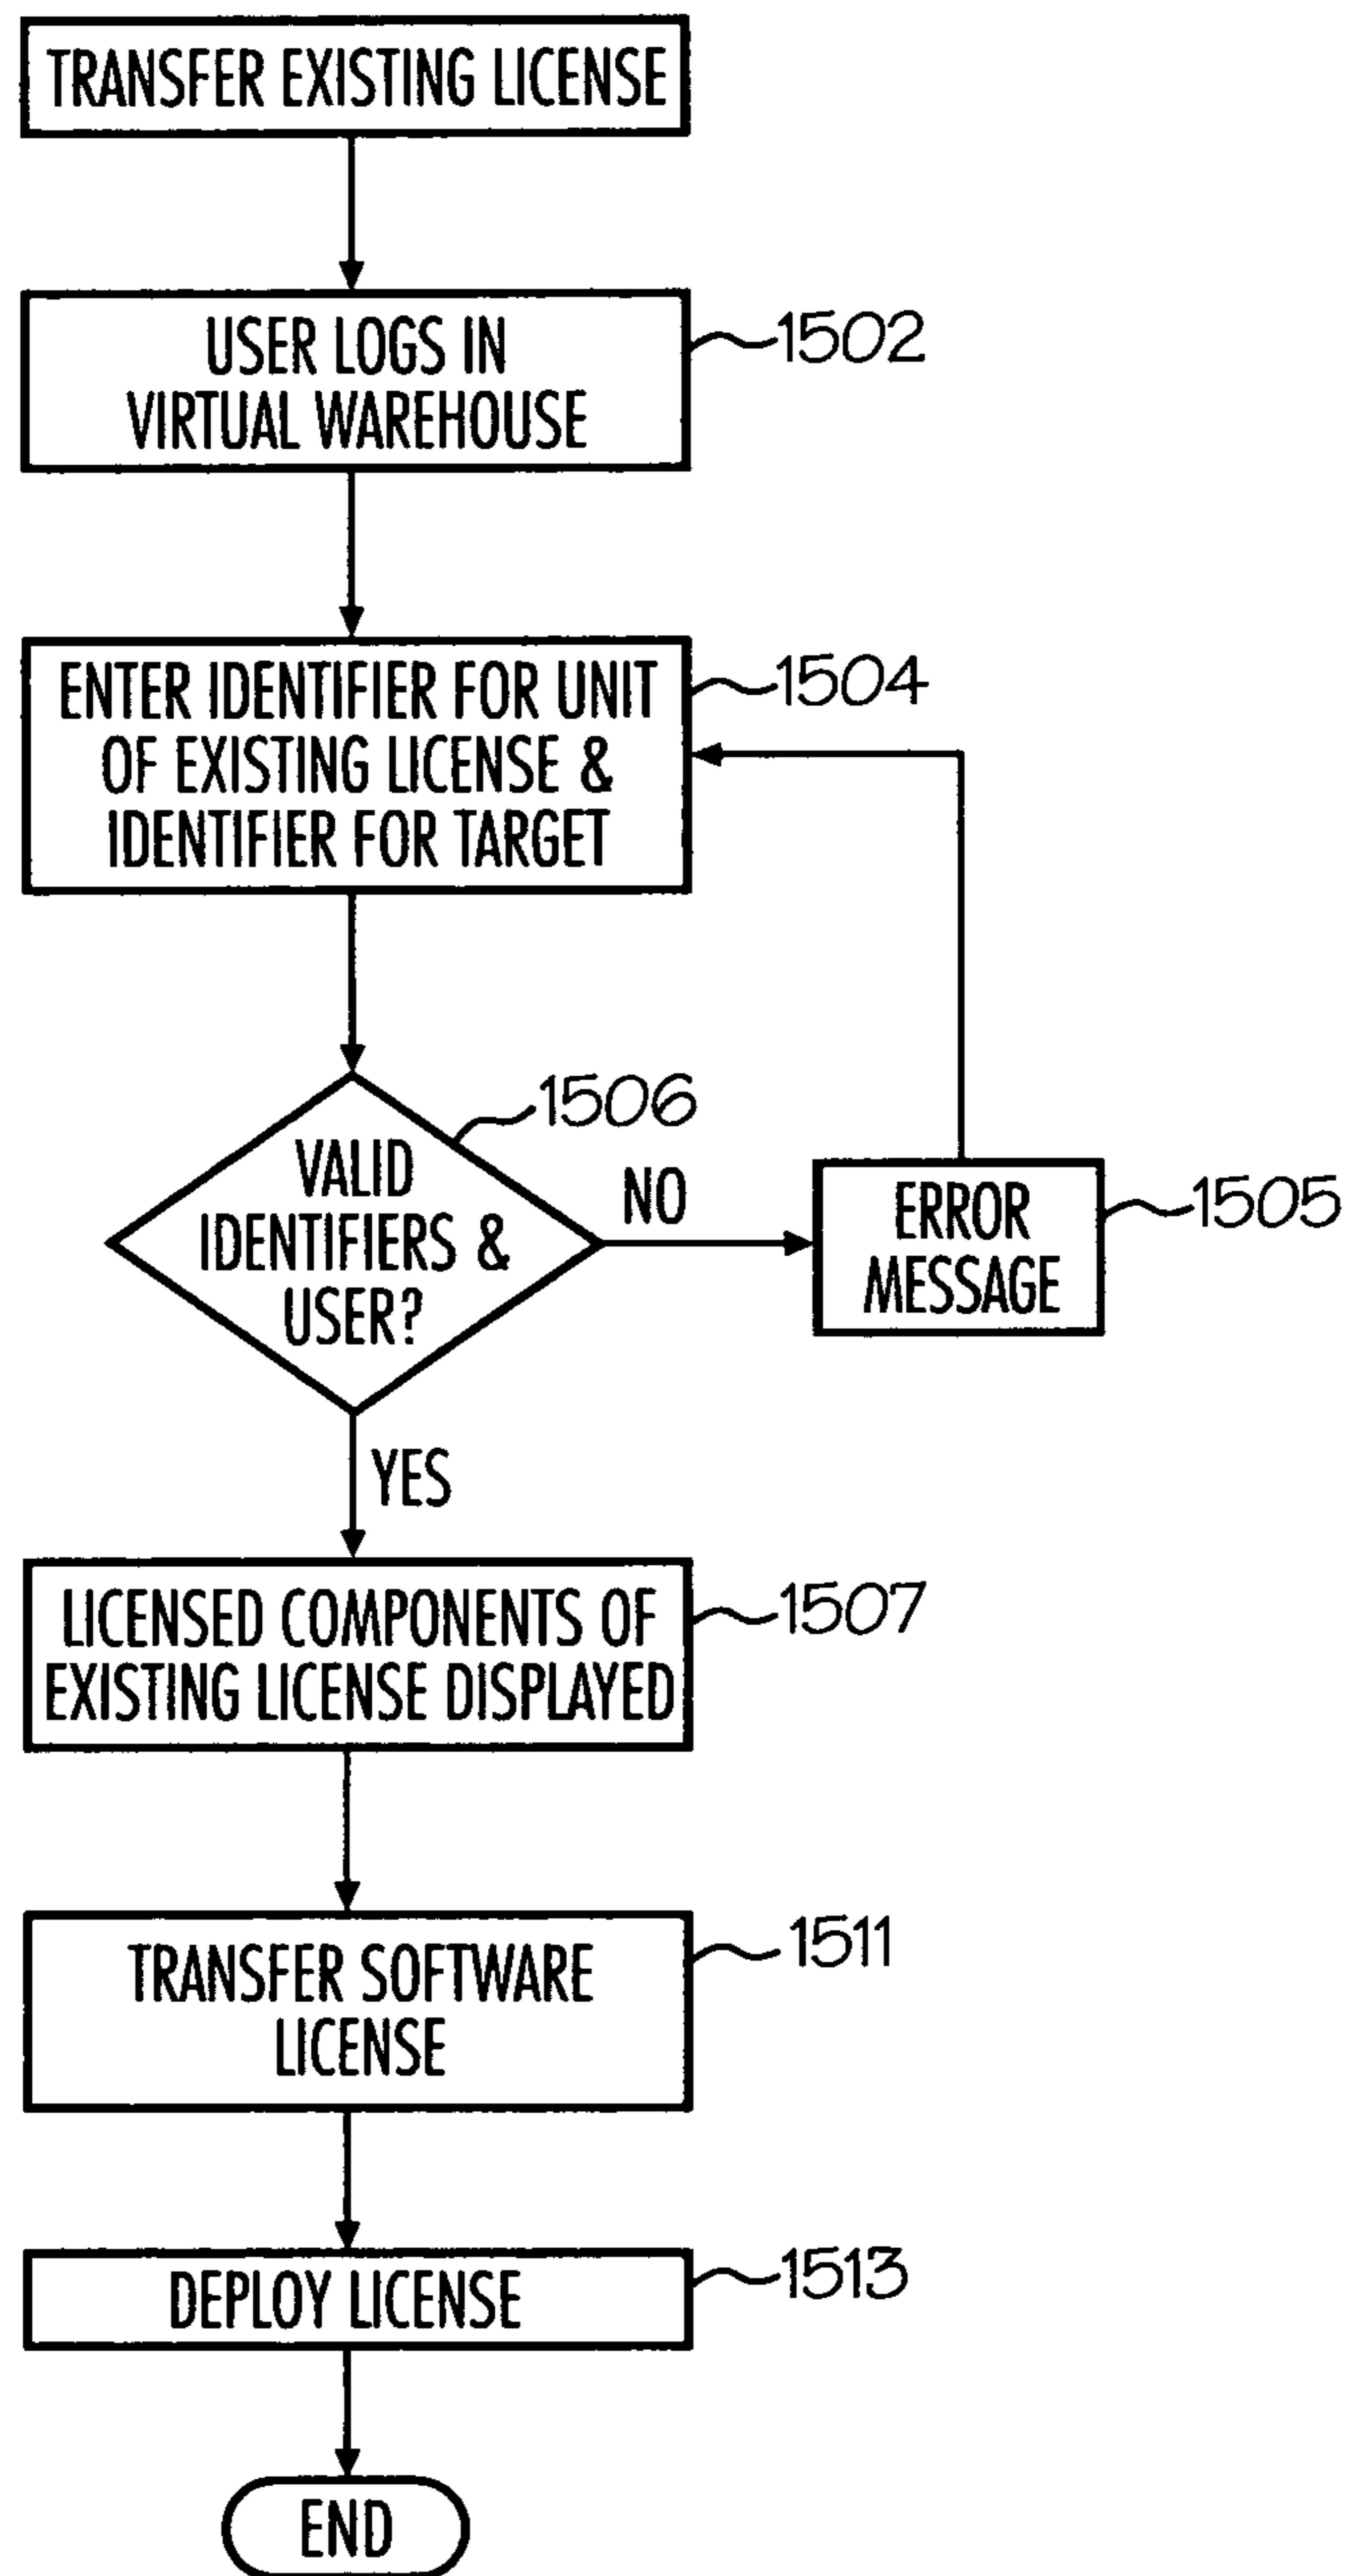 TRANSFER EXISTING LICENSE
USER LOGS IN
VIRTUAL WAREHOUSE
1502
ENTER IDENTIFIER FOR UNIT
OF EXISTING LICENSE &
IDENTIFIER FOR TARGET
1504
VALID
IDENTIFIERS &
USER?
1506
NO
ERROR
MESSAGE
1505
YES
LICENSED COMPONENTS OF
EXISTING LICENSE DISPLAYED
1507
TRANSFER SOFTWARE
LICENSE
1511
DEPLOY LICENSE
1513
END